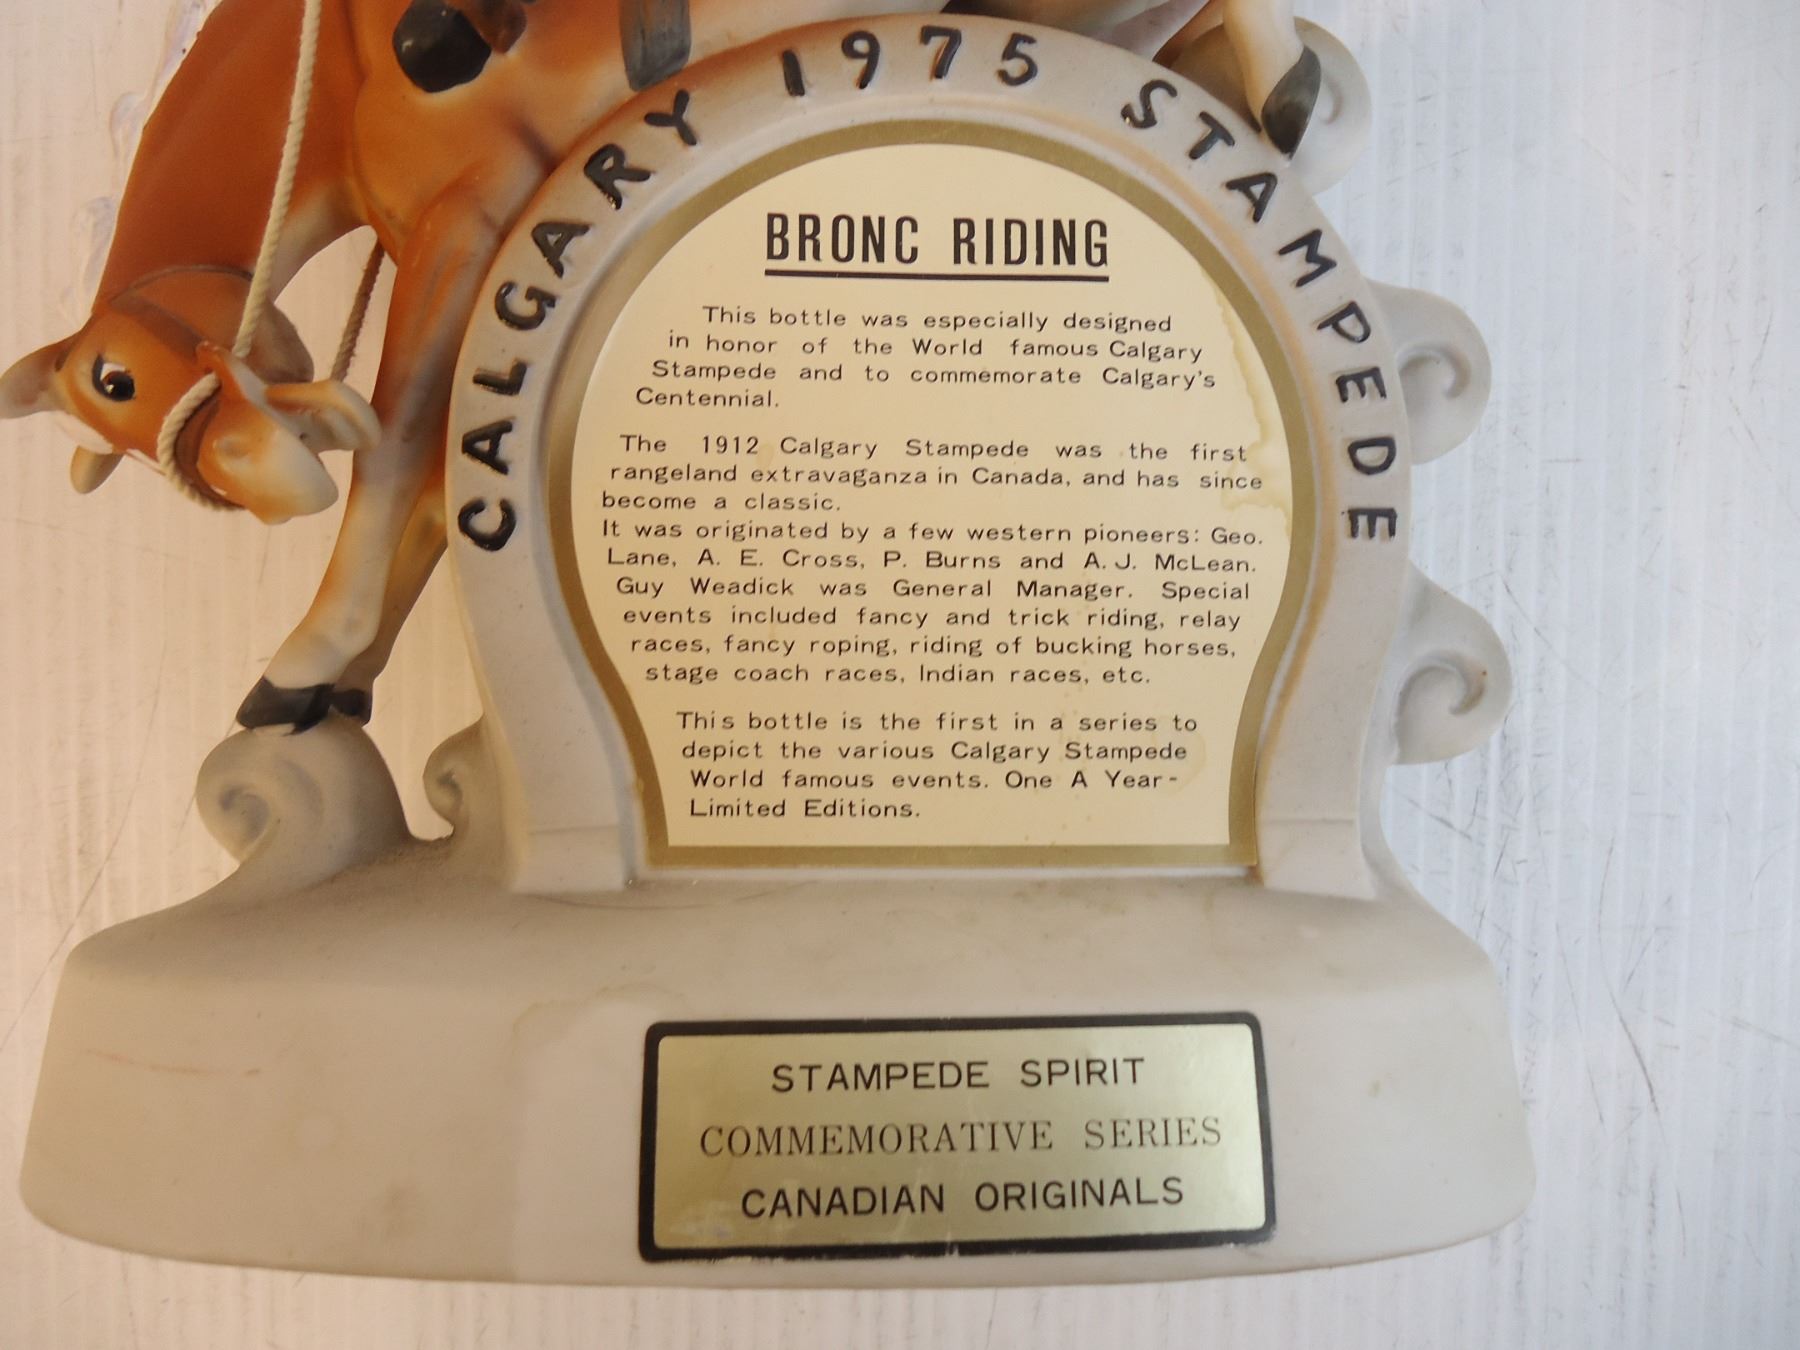 CALGARY 1975 STAMPEDE
BRONC RIDING
This bottle was especially designed
in honor of the World famous Calgary
Stampede and to commemorate Calgary's
Centennial.
The 1912 Calgary Stampede was the first
rangeland extravaganza in Canada, and has since
become a classic.
It was originated by a few western pioneers: Geo.
Lane, A. E. Cross, P. Burns and A. J. McLean.
Guy Weadick was General Manager. Special
events included fancy and trick riding, relay
races, fancy roping, riding of bucking horses,
stage coach races, Indian races, etc.
This bottle is the first in a series to
depict the various Calgary Stampede
World famous events. One A Year-
Limited Editions.
STAMPEDE SPIRIT
COMMEMORATIVE SERIES
CANADIAN ORIGINALS